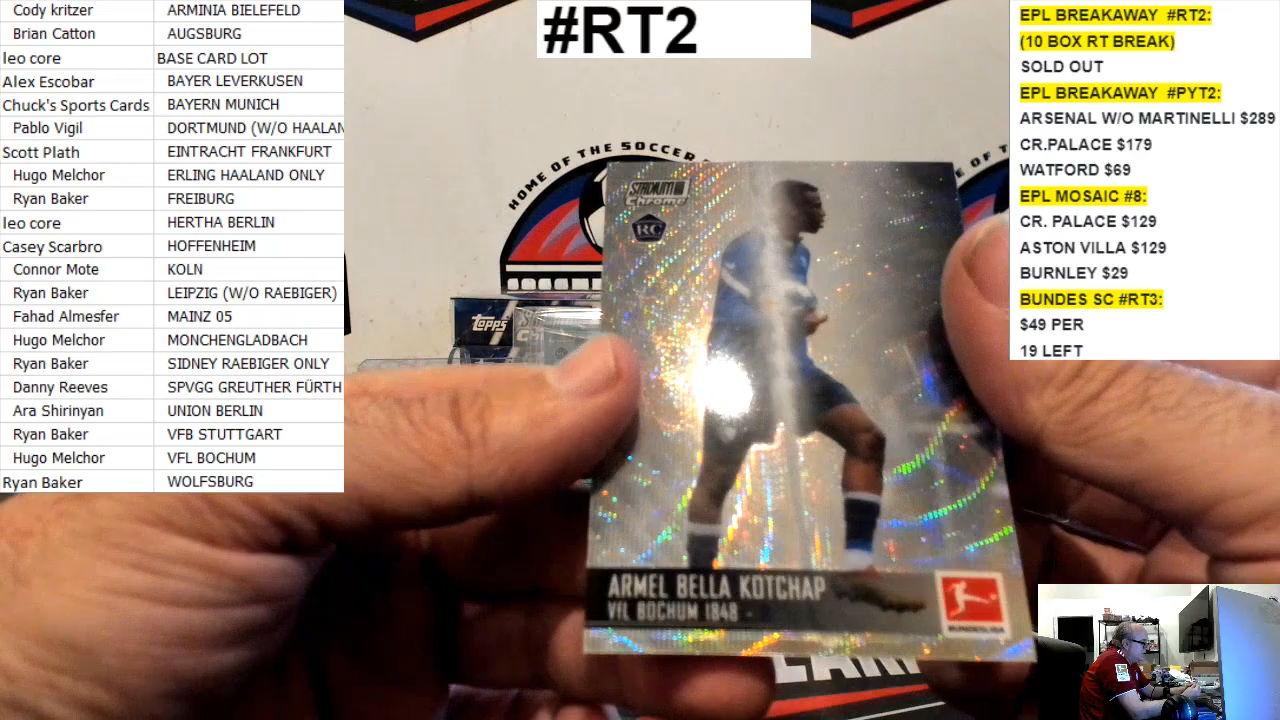 Cody kritzer ARMINIA BIELEFELD
Brian Catton AUGSBURG
leo core BASE CARD LOT
Alex Escobar BAYER LEVERKUSEN
Chuck's Sports Cards BAYERN MUNICH
Pablo Vigil DORTMUND (W/O HAALAN
Scott Plath EINTRACHT FRANKFURT
Hugo Melchor ERLING HAALAND ONLY
Ryan Baker FREIBURG
leo core HERTHA BERLIN
Casey Scarbro HOFFENHEIM
Connor Mote KOLN
Ryan Baker LEIPZIG (W/O RAEBIGER)
Fahad Almesfer MAINZ 05
Hugo Melchor MONCHENGLADBACH
Ryan Baker SIDNEY RAEBIGER ONLY
Danny Reeves SPVGG GREUTHER FÜRTH
Ara Shirinyan UNION BERLIN
Ryan Baker VFB STUTTGART
Hugo Melchor VFL BOCHUM
Ryan Baker WOLFSBURG
#RT2
HOME OF THE SOCCER
OF T
topps
STADIUM
Chrome
RC
ARMEL BELLA KOTCHAP
VfL BOCHUM 1848
BUNDESLIGA
EPL BREAKAWAY #RT2:
(10 BOX RT BREAK)
SOLD OUT
EPL BREAKAWAY #PYT2:
ARSENAL W/O MARTINELLI $289
CR.PALACE $179
WATFORD $69
EPL MOSAIC #8:
CR. PALACE $129
ASTON VILLA $129
BURNLEY $29
BUNDES SC #RT3:
$49 PER
19 LEFT